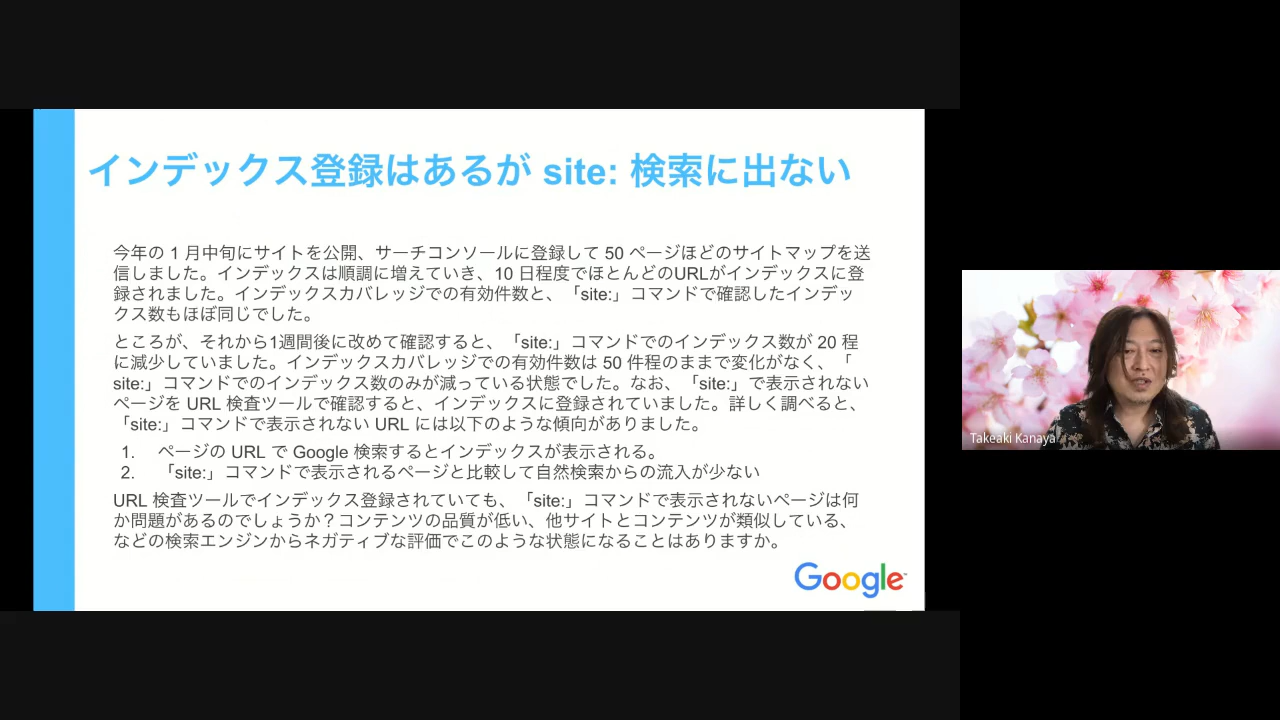 インデックス登録はあるが site: 検索に出ない
今年の 1 月中旬にサイトを公開、サーチコンソールに登録して 50 ページほどのサイトマップを送
信しました。インデックスは順調に増えていき、10 日程度でほとんどのURLがインデックスに登
録されました。インデックスカバレッジでの有効件数と、「site:」コマンドで確認したインデッ
クス数もほぼ同じでした。
ところが、それから1週間後に改めて確認すると、「site:」コマンドでのインデックス数が 20 程
に減少していました。インデックスカバレッジでの有効件数は 50 件程のままで変化がなく、「
site:」コマンドでのインデックス数のみが減っている状態でした。なお、「site:」で表示されない
ページを URL 検査ツールで確認すると、インデックスに登録されていました。詳しく調べると、
「site:」コマンドで表示されない URL には以下のような傾向がありました。
1. ページの URL で Google 検索するとインデックスが表示される。
2. 「site:」コマンドで表示されるページと比較して自然検索からの流入が少ない
URL 検査ツールでインデックス登録されていても、「site:」コマンドで表示されないページは何
か問題があるのでしょうか？コンテンツの品質が低い、他サイトとコンテンツが類似している、
などの検索エンジンからネガティブな評価でこのような状態になることはありますか。
Google
Takeaki Kanaya